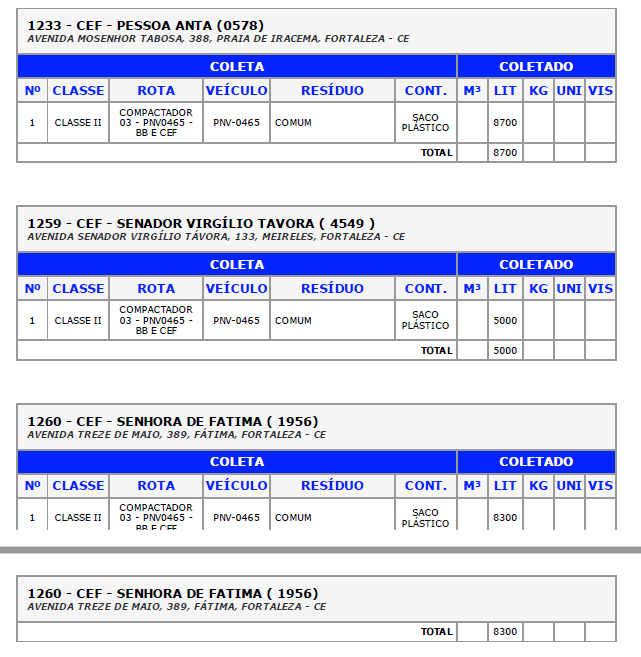 1233 - CEF - PESSOA ANTA (0578)
AVENIDA MOSENHOR TABOSA, 388, PRAIA DE IRACEMA, FORTALEZA - CE
COLETA COLETADO
Nº CLASSE ROTA VEÍCULO RESÍDUO CONT. M³ LIT KG UNI VIS
1 CLASSE II COMPACTADOR 03 - PNV0465 - BB E CEF PNV-0465 COMUM SACO PLÁSTICO 8700
TOTAL 8700
1259 - CEF - SENADOR VIRGÍLIO TAVORA ( 4549 )
AVENIDA SENADOR VIRGÍLIO TÁVORA, 133, MEIRELES, FORTALEZA - CE
COLETA COLETADO
Nº CLASSE ROTA VEÍCULO RESÍDUO CONT. M³ LIT KG UNI VIS
1 CLASSE II COMPACTADOR 03 - PNV0465 - BB E CEF PNV-0465 COMUM SACO PLÁSTICO 5000
TOTAL 5000
1260 - CEF - SENHORA DE FATIMA ( 1956)
AVENIDA TREZE DE MAIO, 389, FÁTIMA, FORTALEZA - CE
COLETA COLETADO
Nº CLASSE ROTA VEÍCULO RESÍDUO CONT. M³ LIT KG UNI VIS
1 CLASSE II COMPACTADOR 03 - PNV0465 - BB E CEF PNV-0465 COMUM SACO PLÁSTICO 8300
1260 - CEF - SENHORA DE FATIMA ( 1956)
AVENIDA TREZE DE MAIO, 389, FÁTIMA, FORTALEZA - CE
TOTAL 8300